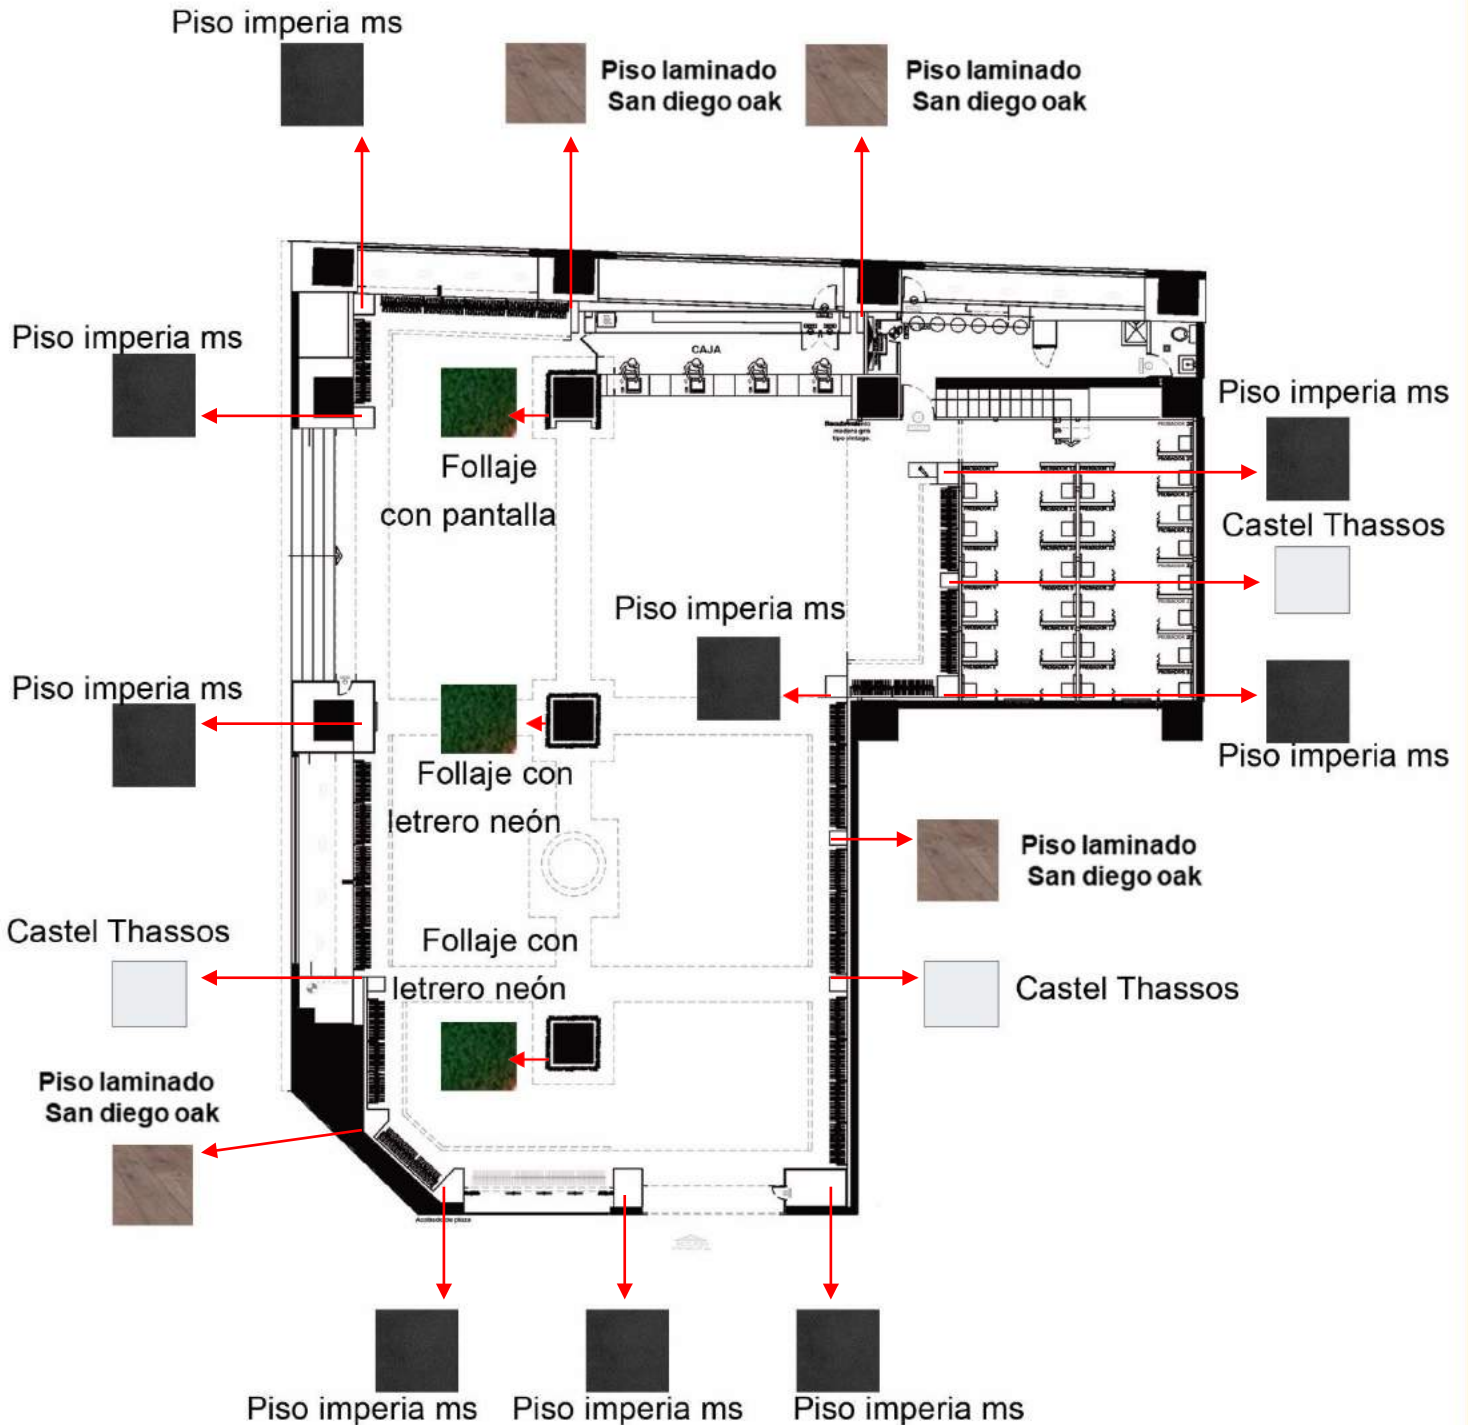 Piso imperia ms
Piso laminado
San diego oak
Piso laminado
San diego oak
Piso imperia ms
CAJA
Piso imperia ms
Follaje
con pantalla
Castel Thassos
Piso imperia ms
Piso imperia ms
Piso imperia ms
Follaje con
letrero neón
Piso laminado
San diego oak
Castel Thassos
Follaje con
letrero neón
Castel Thassos
Piso laminado
San diego oak
Acabado de plaza
Piso imperia ms
Piso imperia ms
Piso imperia ms